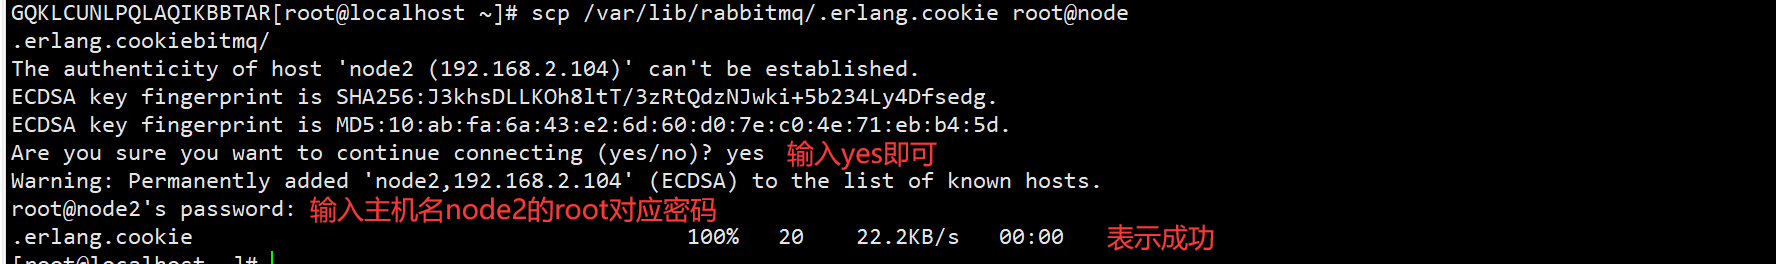 GQKLCUNLPQLAQIKBBTAR[root@localhost ~]# scp /var/lib/rabbitmq/.erlang.cookie root@node
.erlang.cookiebitmq/
The authenticity of host 'node2 (192.168.2.104)' can't be established.
ECDSA key fingerprint is SHA256:J3khsDLLKOh8ltT/3zRtQdzNJwki+5b234Ly4Dfsedg.
ECDSA key fingerprint is MD5:10:ab:fa:6a:43:e2:6d:60:d0:7e:c0:4e:71:eb:b4:5d.
Are you sure you want to continue connecting (yes/no)? yes 输入yes即可
Warning: Permanently added 'node2,192.168.2.104' (ECDSA) to the list of known hosts.
root@node2's password: 输入主机名node2的root对应密码
.erlang.cookie 100% 20 22.2KB/s 00:00 表示成功
[root@localhost ~]#